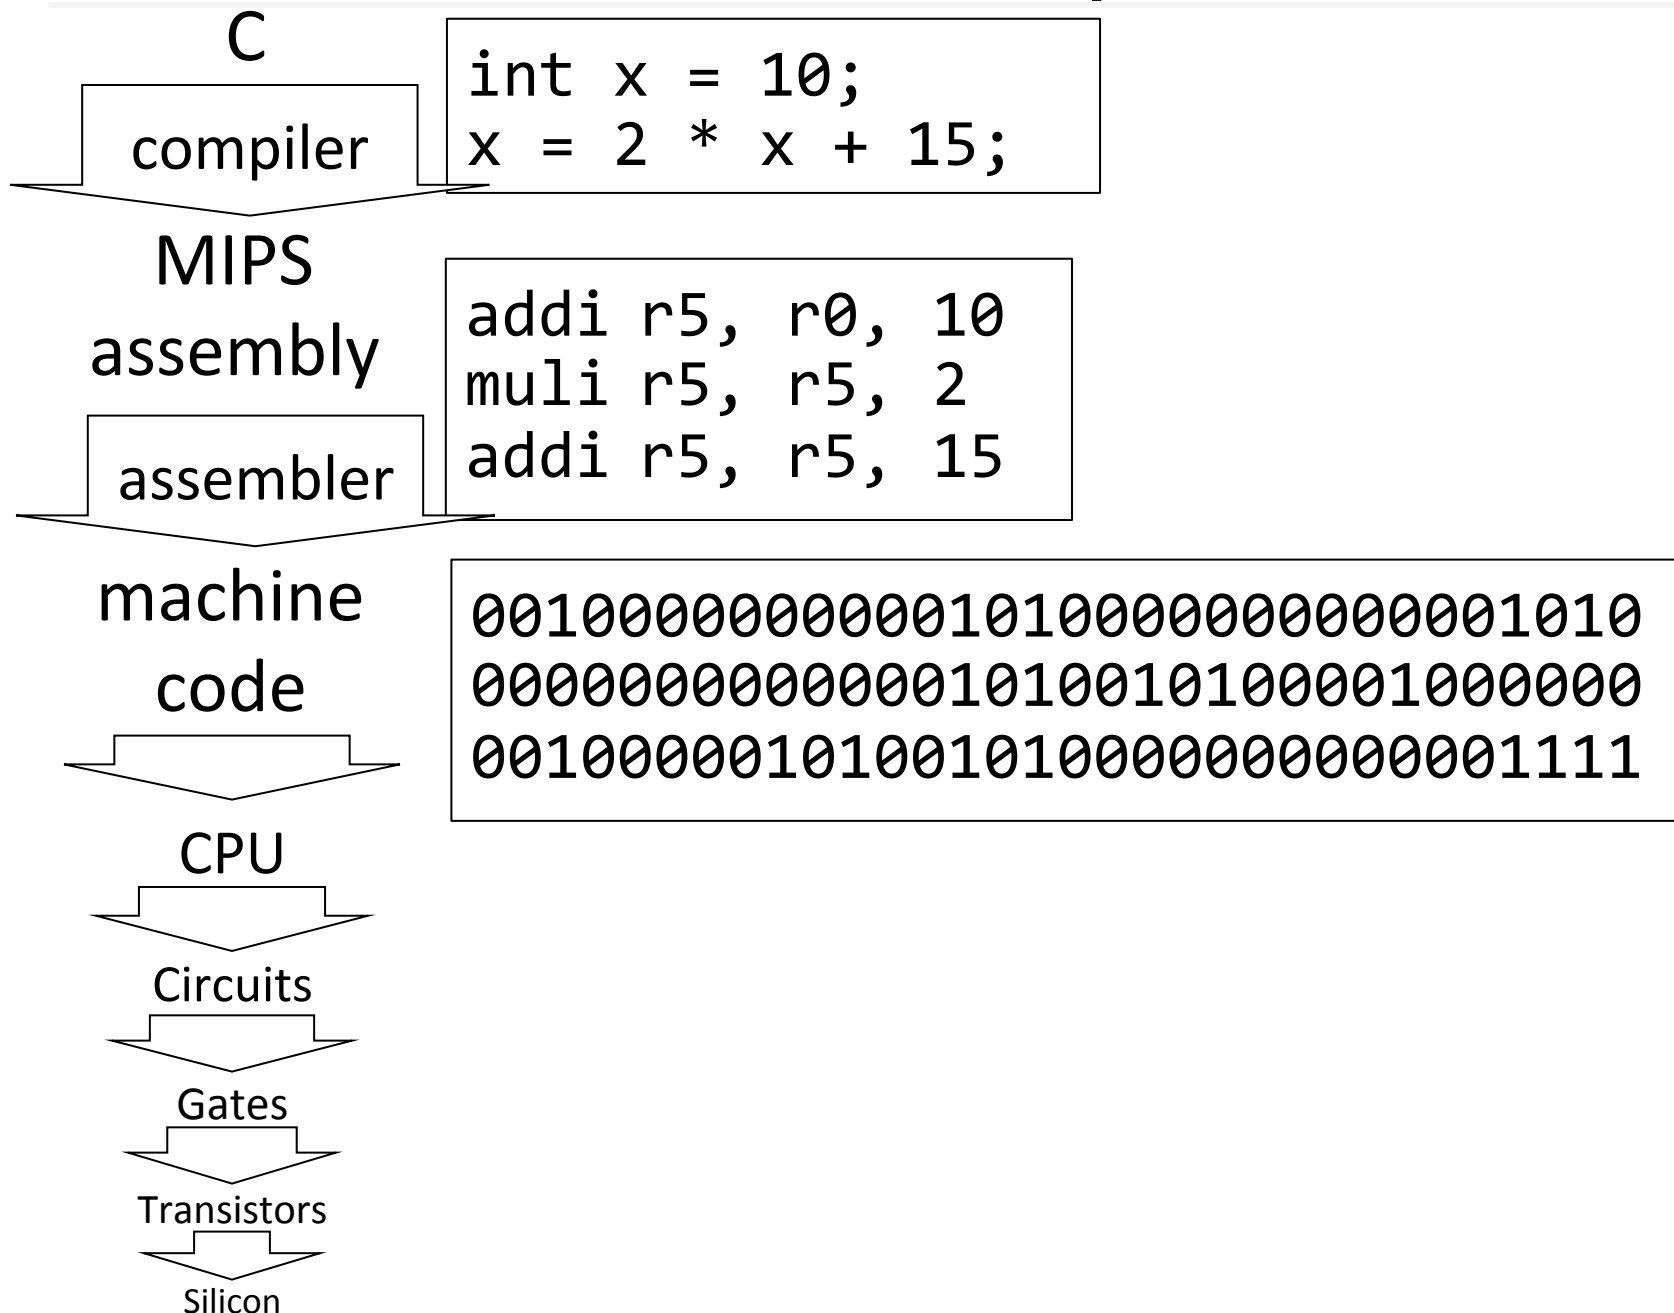 C
int x = 10;
x = 2 * x + 15;
compiler
MIPS
assembly
addi r5, r0, 10
muli r5, r5, 2
addi r5, r5, 15
assembler
machine
code
00100000000001010000000000001010
00000000000001010010100001000000
00100000101001010000000000001111
CPU
Circuits
Gates
Transistors
Silicon